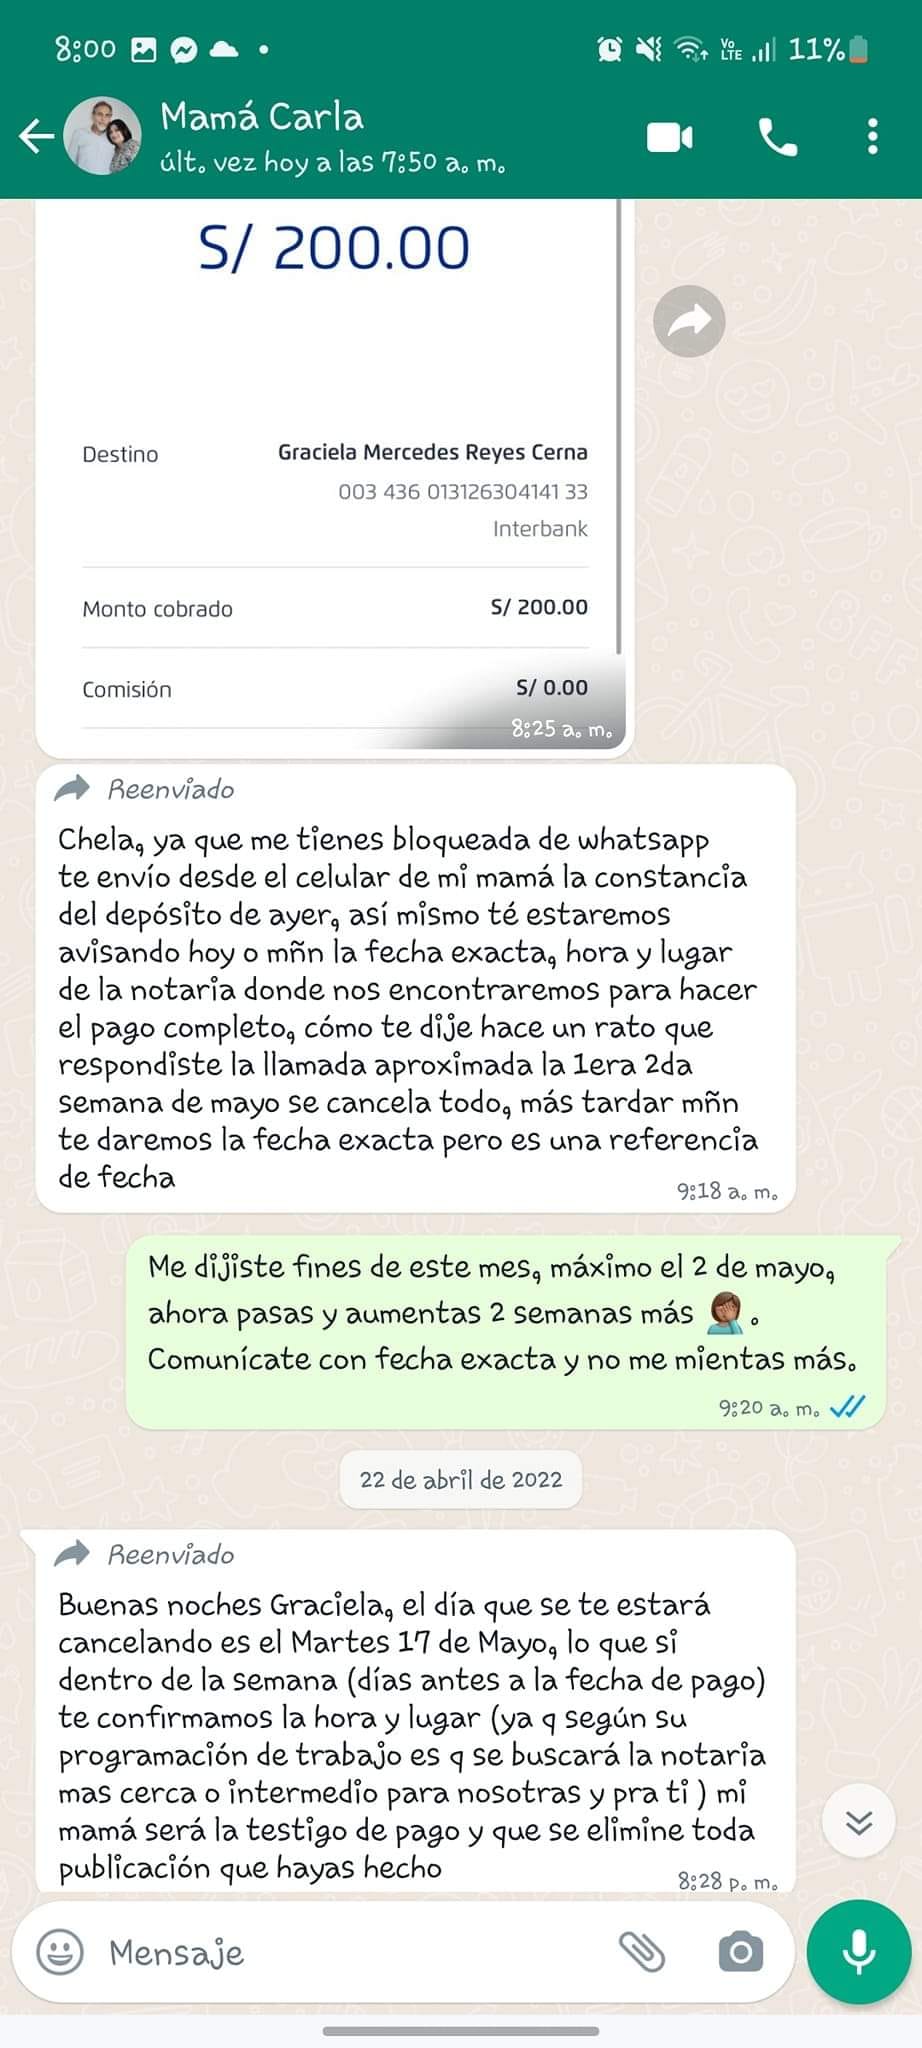 8:00
Vo LTE 11%
Mamá Carla
últ. vez hoy a las 7:50 a. m.
S/ 200.00
Destino Graciela Mercedes Reyes Cerna
003 436 013126304141 33
Interbank
Monto cobrado S/ 200.00
Comisión S/ 0.00
8:25 a. m.
Reenviado
Chela, ya que me tienes bloqueada de whatsapp
te envío desde el celular de mi mamá la constancia
del depósito de ayer, así mismo té estaremos
avisando hoy o mñn la fecha exacta, hora y lugar
de la notaria donde nos encontraremos para hacer
el pago completo, cómo te dije hace un rato que
respondiste la llamada aproximada la 1era 2da
semana de mayo se cancela todo, más tardar mñn
te daremos la fecha exacta pero es una referencia
de fecha
9:18 a. m.
Me dijiste fines de este mes, máximo el 2 de mayo,
ahora pasas y aumentas 2 semanas más 🤦🏾‍♀️.
Comunícate con fecha exacta y no me mientas más.
9:20 a. m.
22 de abril de 2022
Reenviado
Buenas noches Graciela, el día que se te estará
cancelando es el Martes 17 de Mayo, lo que si
dentro de la semana (días antes a la fecha de pago)
te confirmamos la hora y lugar (ya q según su
programación de trabajo es q se buscará la notaria
mas cerca o intermedio para nosotras y pra ti ) mi
mamá será la testigo de pago y que se elimine toda
publicación que hayas hecho
8:28 p. m.
Mensaje